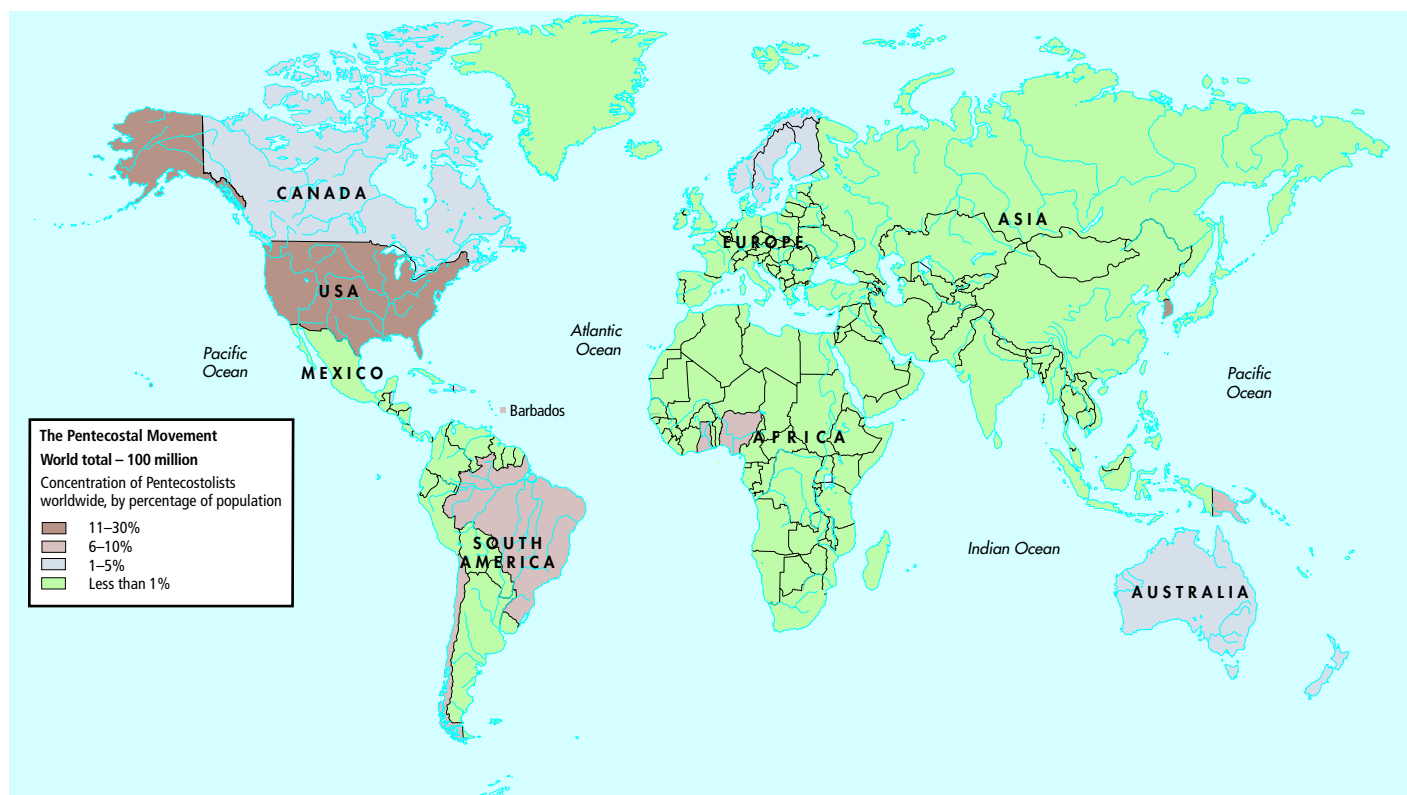 CANADA
ASIA
EUROPE
USA
Atlantic
Ocean
Pacific
Ocean
MEXICO
Pacific
Ocean
Barbados
AFRICA
The Pentecostal Movement
World total – 100 million
Concentration of Pentecostolists
worldwide, by percentage of population
11–30%
6–10%
1–5%
Less than 1%
SOUTH
AMERICA
Indian Ocean
AUSTRALIA